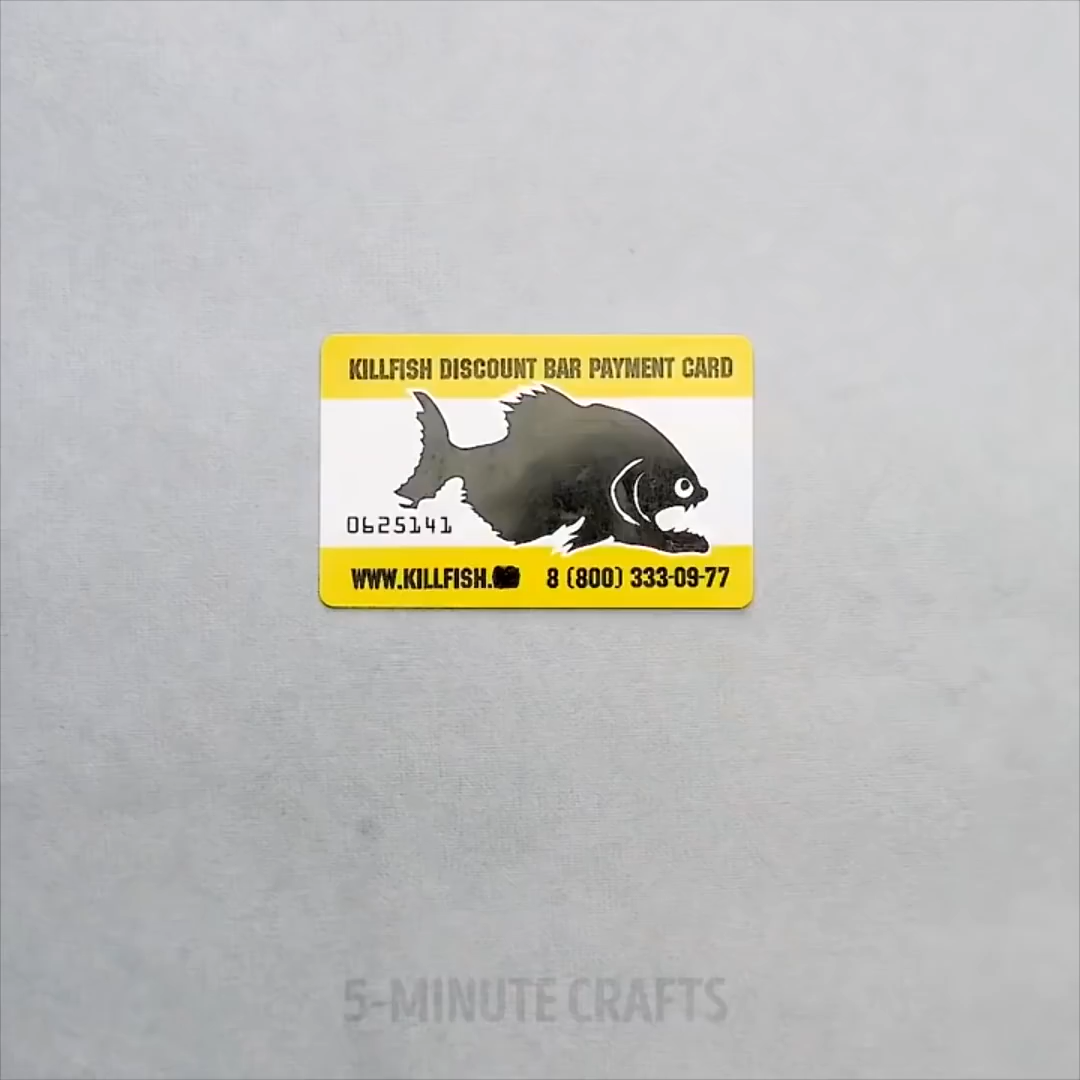 KILLFISH DISCOUNT BAR PAYMENT CARD
0625141
WWW.KILLFISH. 8 (800) 333-09-77
5-MINUTE CRAFTS